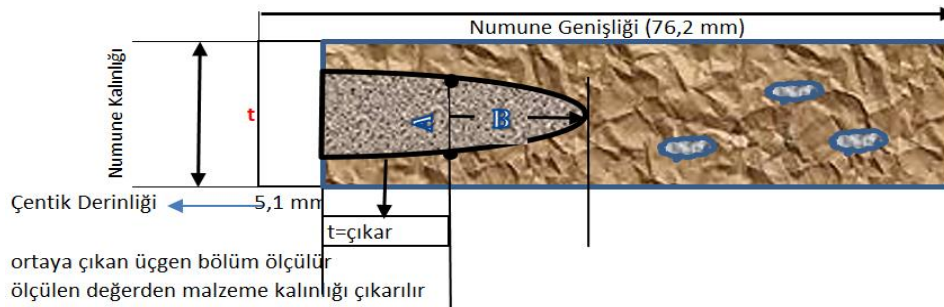 Numune Genişliği (76,2 mm)
Numune Kalınlığı
t
A
B
Çentik Derinliği
5,1 mm
t=çıkar
ortaya çıkan üçgen bölüm ölçülür
ölçülen değerden malzeme kalınlığı çıkarılır